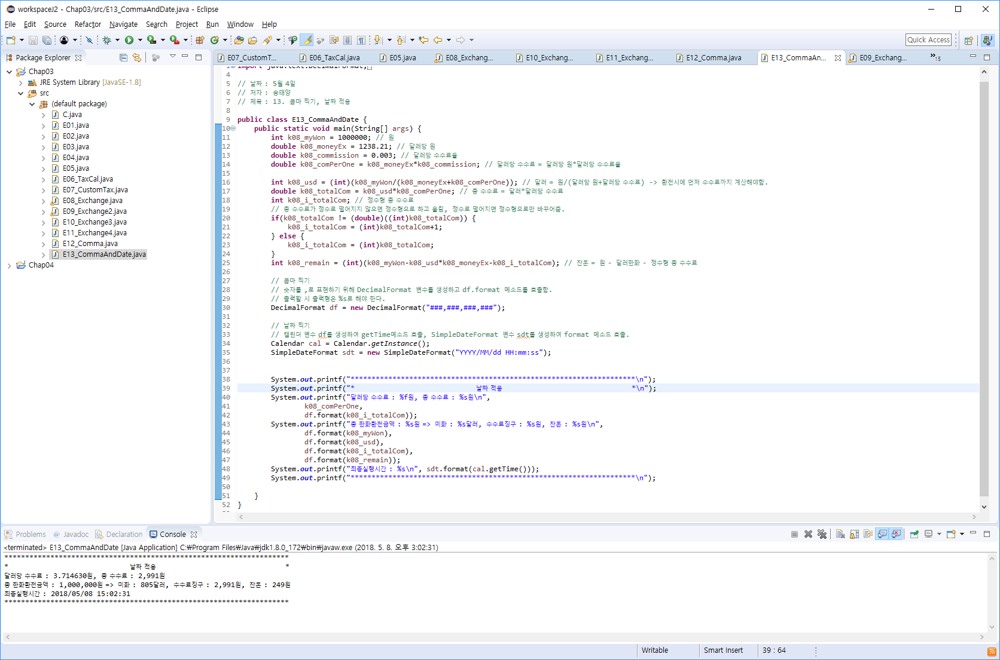 workspaceJ2 - Chap03/src/E13_CommaAndDate.java - Eclipse
File Edit Source Refactor Navigate Search Project Run Window Help
Quick Access
Package Explorer
Chap03
JRE System Library [JavaSE-1.8]
src
(default package)
C.java
E01.java
E02.java
E03.java
E04.java
E05.java
E06_TaxCal.java
E07_CustomTax.java
E08_Exchange.java
E09_Exchange2.java
E10_Exchange3.java
E11_Exchange4.java
E12_Comma.java
E13_CommaAndDate.java
Chap04
E07_CustomT... E06_TaxCal.java E05.java E08_Exchang... E10_Exchang... E11_Exchang... E12_Comma.java E13_CommaAn... E09_Exchang... »15
import java.text.DecimalFormat;
4
5 // 날짜 : 5월 4일
6 // 저자 : 송태양
7 // 제목 : 13. 콤마 찍기, 날짜 적용
8
9 public class E13_CommaAndDate {
10 public static void main(String[] args) {
11 int k08_myWon = 1000000; // 원
12 double k08_moneyEx = 1238.21; // 달러당 원
13 double k08_commission = 0.003; // 달러당 수수료율
14 double k08_comPerOne = k08_moneyEx*k08_commission; // 달러당 수수료 = 달러당 원*달러당 수수료율
15
16 int k08_usd = (int)(k08_myWon/(k08_moneyEx+k08_comPerOne)); // 달러 = 원/(달러당 원+달러당 수수료) -> 환전시에 먼저 수수료까지 계산해야함.
17 double k08_totalCom = k08_usd*k08_comPerOne; // 총 수수료 = 달러*달러당 수수료
18 int k08_i_totalCom; // 정수형 총 수수료
19 // 총 수수료가 정수로 떨어지지 않으면 정수형으로 하고 올림, 정수로 떨어지면 정수형으로만 바꾸어줌.
20 if(k08_totalCom != (double)((int)k08_totalCom)) {
21 k08_i_totalCom = (int)k08_totalCom+1;
22 } else {
23 k08_i_totalCom = (int)k08_totalCom;
24 }
25 int k08_remain = (int)(k08_myWon-k08_usd*k08_moneyEx-k08_i_totalCom); // 잔돈 = 원 - 달러한화 - 정수형 총 수수료
26
27 // 콤마 찍기
28 // 숫자를 ,로 표현하기 위해 DecimalFormat 변수를 생성하고 df.format 메소드를 호출함.
29 // 출력할 시 출력형은 %s로 해야 한다.
30 DecimalFormat df = new DecimalFormat("###,###,###,###");
31
32 // 날짜 찍기
33 // 캘린더 변수 df를 생성하여 getTime메소드 호출, SimpleDateFormat 변수 sdt를 생성하여 format 메소드 호출.
34 Calendar cal = Calendar.getInstance();
35 SimpleDateFormat sdt = new SimpleDateFormat("YYYY/MM/dd HH:mm:ss");
36
37
38 System.out.printf("********************************************************************\n");
39 System.out.printf("* 날짜 적용 *\n");
40 System.out.printf("달러당 수수료 : %f원, 총 수수료 : %s원\n",
41 k08_comPerOne,
42 df.format(k08_i_totalCom));
43 System.out.printf("총 한화환전금액 : %s원 => 미화 : %s달러, 수수료징구 : %s원, 잔돈 : %s원\n",
44 df.format(k08_myWon),
45 df.format(k08_usd),
46 df.format(k08_i_totalCom),
47 df.format(k08_remain));
48 System.out.printf("최종실행시간 : %s\n", sdt.format(cal.getTime()));
49 System.out.printf("********************************************************************\n");
50
51 }
52 }
Problems @ Javadoc Declaration Console
<terminated> E13_CommaAndDate [Java Application] C:₩Program Files₩Java₩jdk1.8.0_172₩bin₩javaw.exe (2018. 5. 8. 오후 3:02:31)
********************************************************************
* 날짜 적용 *
달러당 수수료 : 3.714630원, 총 수수료 : 2,991원
총 한화환전금액 : 1,000,000원 => 미화 : 805달러, 수수료징구 : 2,991원, 잔돈 : 249원
최종실행시간 : 2018/05/08 15:02:31
********************************************************************
Writable Smart Insert 39 : 64